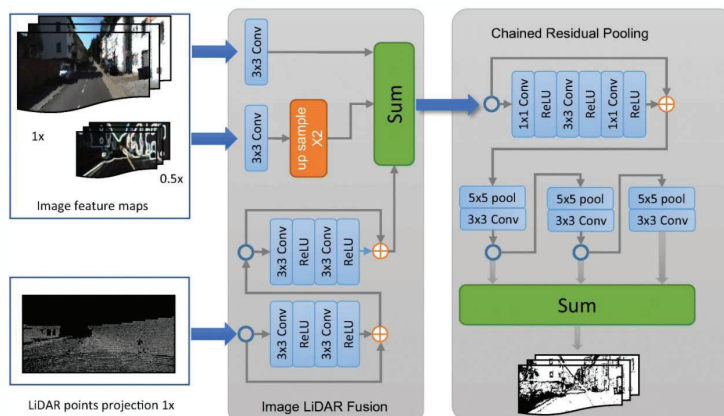 1x
0.5x
Image feature maps
LiDAR points projection 1x
3x3 Conv
3x3 Conv
up sample
X2
Sum
3x3 Conv
ReLU
3x3 Conv
ReLU
3x3 Conv
ReLU
3x3 Conv
ReLU
Image LiDAR Fusion
Chained Residual Pooling
1x1 Conv
ReLU
3x3 Conv
ReLU
1x1 Conv
ReLU
5x5 pool
3x3 Conv
5x5 pool
3x3 Conv
5x5 pool
3x3 Conv
Sum